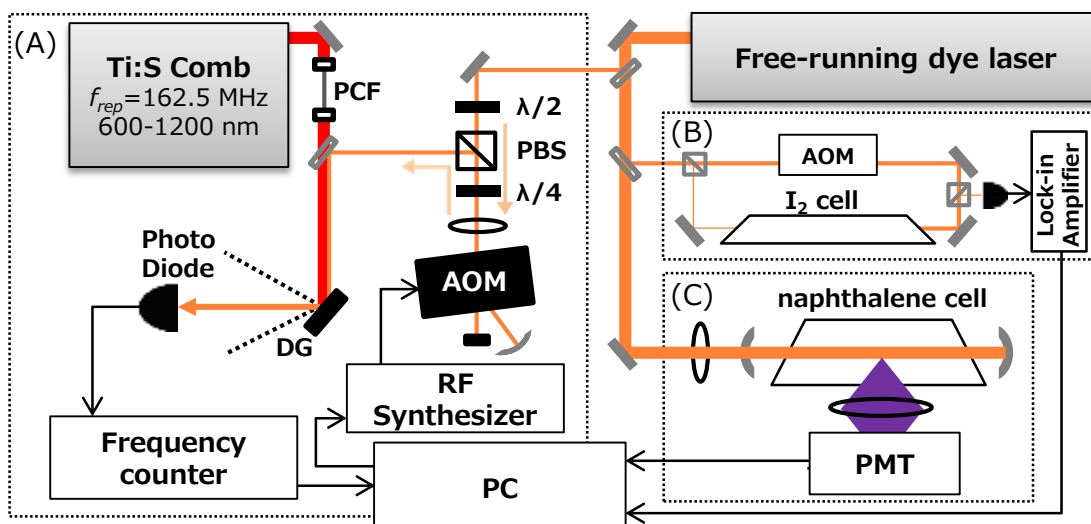 (A)
Ti:S Comb
f_rep=162.5 MHz
600-1200 nm
PCF
λ/2
PBS
λ/4
AOM
Photo
Diode
DG
RF
Synthesizer
Frequency
counter
PC
Free-running dye laser
(B)
AOM
I₂ cell
Lock-in
Amplifier
(C)
naphthalene cell
PMT